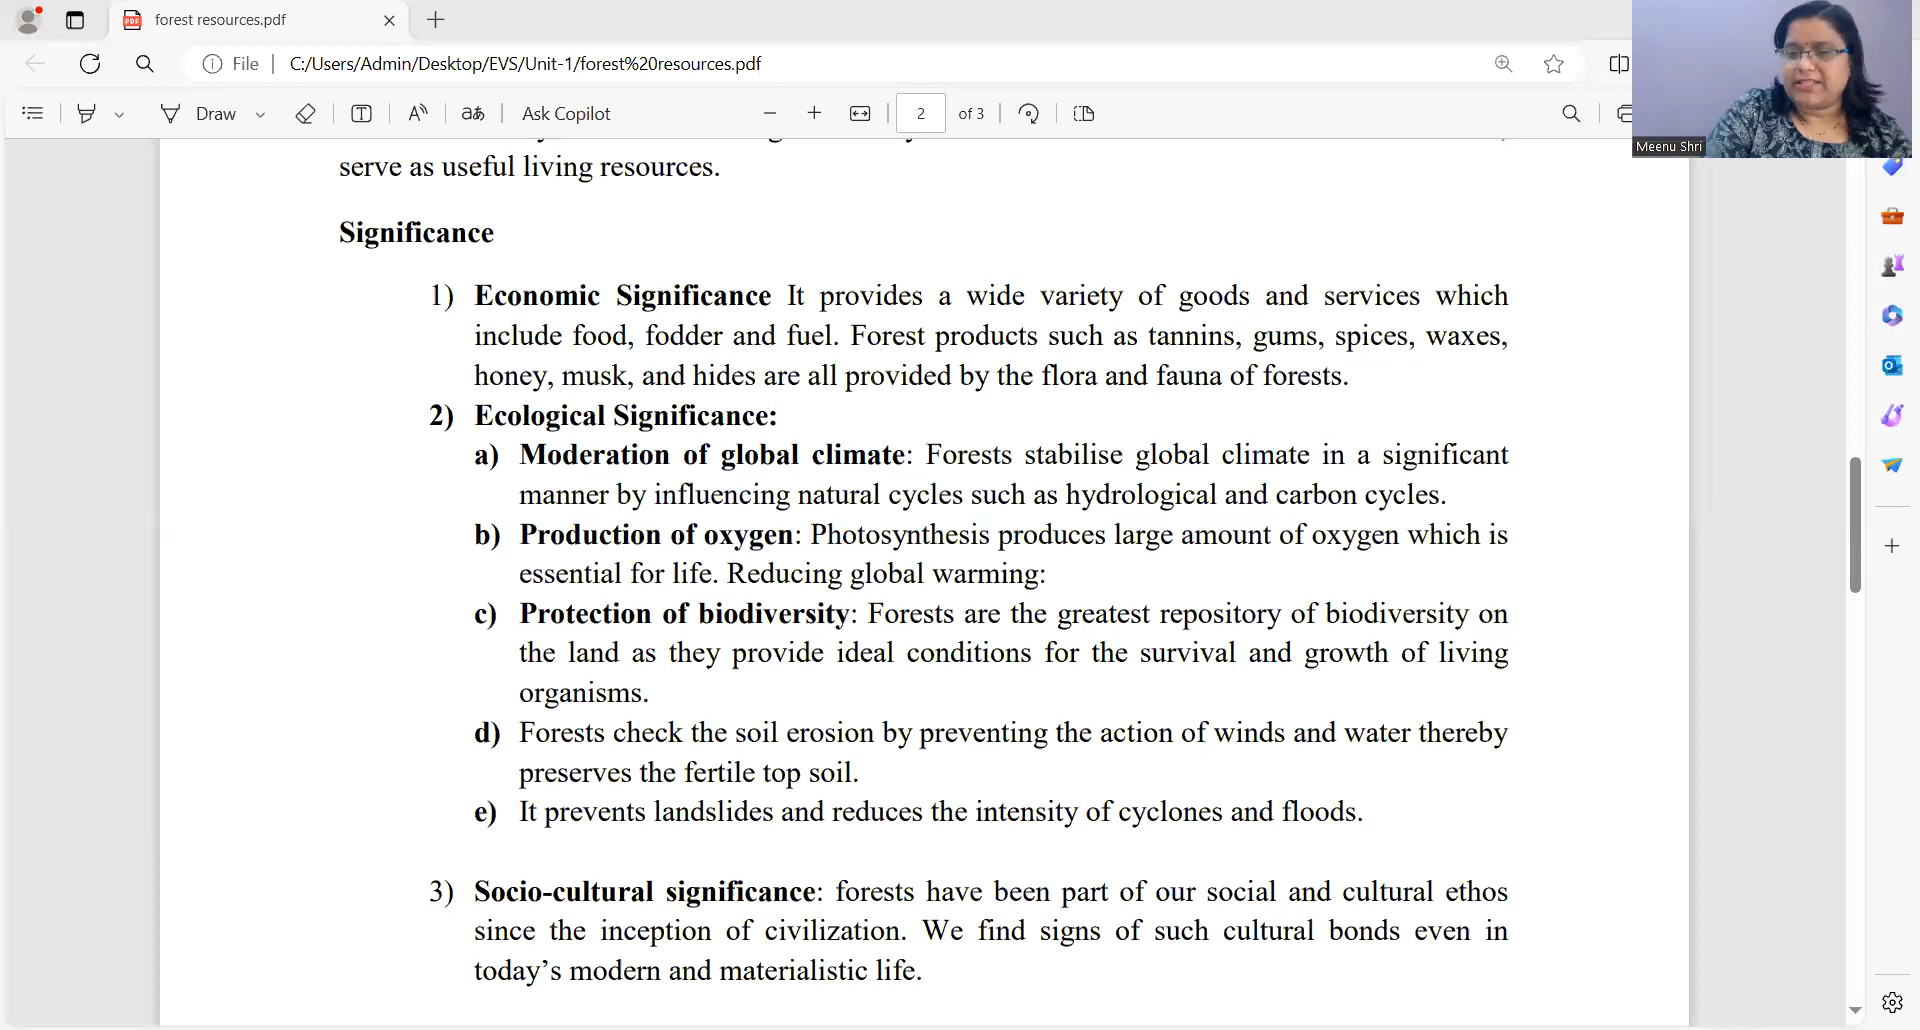 forest resources.pdf
File
C:/Users/Admin/Desktop/EVS/Unit-1/forest%20resources.pdf
Draw
aあ
Ask Copilot
2 of 3
Meenu Shri
serve as useful living resources.
Significance
1) Economic Significance It provides a wide variety of goods and services which
include food, fodder and fuel. Forest products such as tannins, gums, spices, waxes,
honey, musk, and hides are all provided by the flora and fauna of forests.
2) Ecological Significance:
a) Moderation of global climate: Forests stabilise global climate in a significant
manner by influencing natural cycles such as hydrological and carbon cycles.
b) Production of oxygen: Photosynthesis produces large amount of oxygen which is
essential for life. Reducing global warming:
c) Protection of biodiversity: Forests are the greatest repository of biodiversity on
the land as they provide ideal conditions for the survival and growth of living
organisms.
d) Forests check the soil erosion by preventing the action of winds and water thereby
preserves the fertile top soil.
e) It prevents landslides and reduces the intensity of cyclones and floods.
3) Socio-cultural significance: forests have been part of our social and cultural ethos
since the inception of civilization. We find signs of such cultural bonds even in
today’s modern and materialistic life.